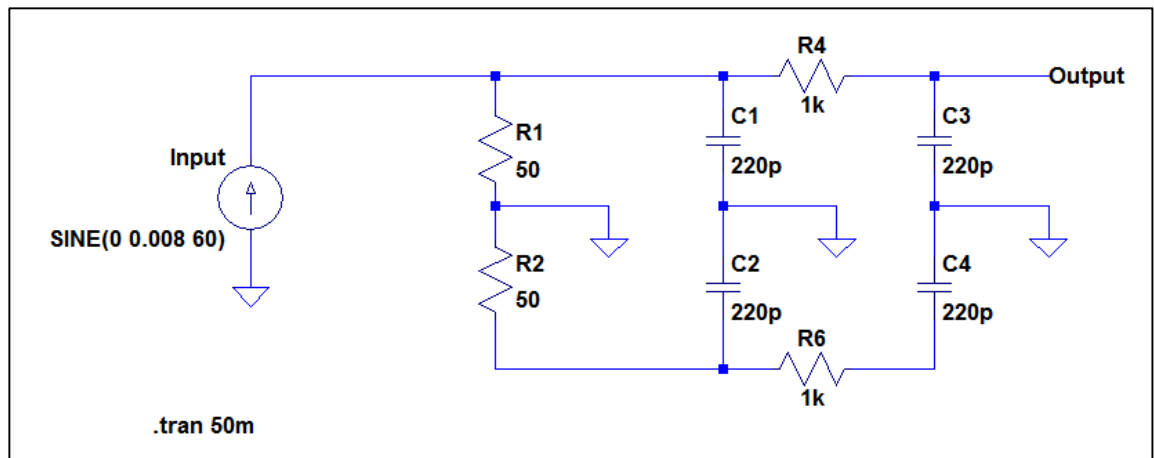 R4
Output
1k
C1
C3
R1
Input
50
220p
220p
SINE(0 0.008 60)
R2
C2
C4
50
220p
220p
R6
1k
.tran 50m